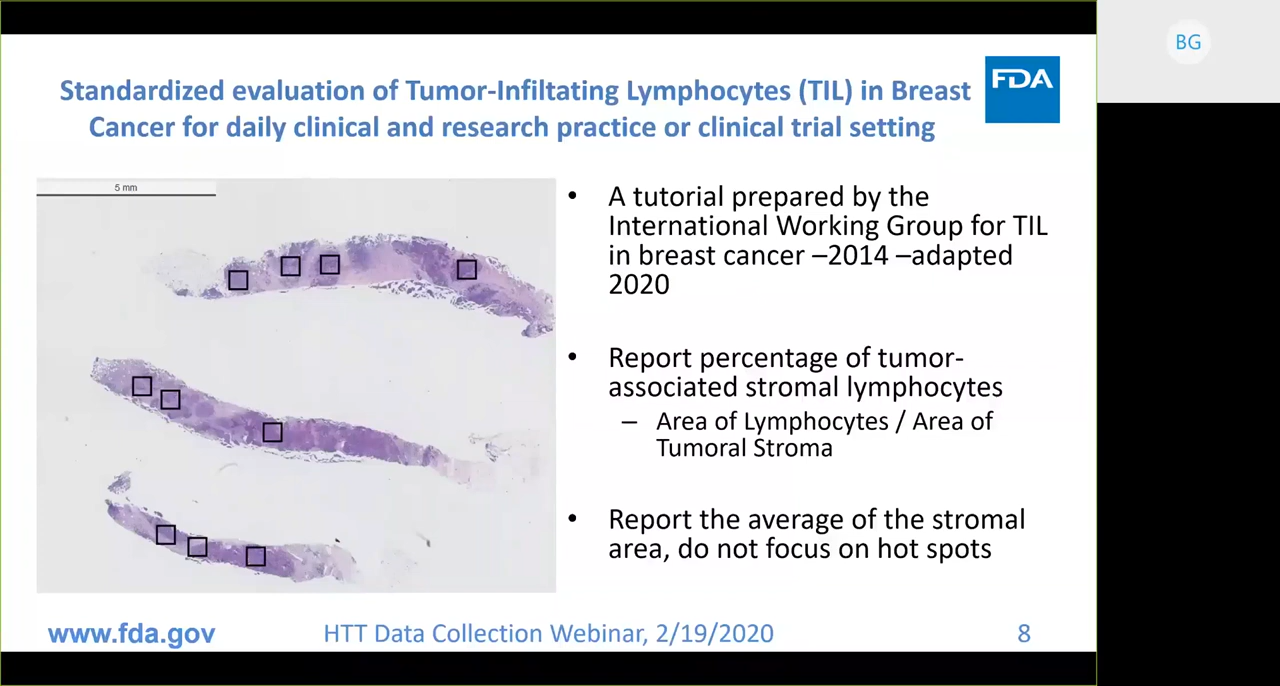 BG
FDA
Standardized evaluation of Tumor-Infiltating Lymphocytes (TIL) in Breast
Cancer for daily clinical and research practice or clinical trial setting
5 mm
• A tutorial prepared by the
International Working Group for TIL
in breast cancer –2014 –adapted
2020
• Report percentage of tumor-
associated stromal lymphocytes
– Area of Lymphocytes / Area of
Tumoral Stroma
• Report the average of the stromal
area, do not focus on hot spots
www.fda.gov
HTT Data Collection Webinar, 2/19/2020
8